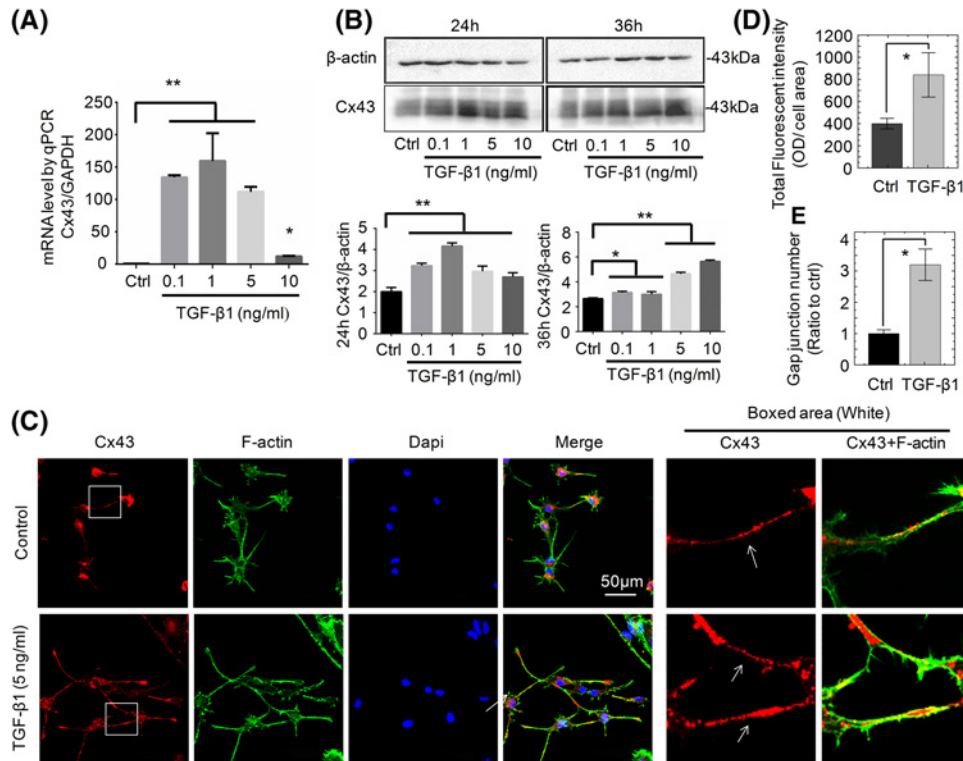 (A)
mRNA level by qPCR
Cx43/GAPDH
250
200
150
100
50
0
**
*
Ctrl 0.1 1 5 10
TGF-β1 (ng/ml)
(B)
24h 36h
β-actin -43kDa
Cx43 -43kDa
Ctrl 0.1 1 5 10 Ctrl 0.1 1 5 10
TGF-β1 (ng/ml) TGF-β1 (ng/ml)
24h Cx43/β-actin
5
4
3
2
1
0
**
Ctrl 0.1 1 5 10
TGF-β1 (ng/ml)
36h Cx43/β-actin
8
6
4
2
0
*
**
Ctrl 0.1 1 5 10
TGF-β1 (ng/ml)
(D)
Total Fluorescent intensity
(OD/ cell area)
1200
1000
800
600
400
200
0
*
Ctrl TGF-β1
E
Gap junction number
(Ratio to ctrl)
4
3
2
1
0
*
Ctrl TGF-β1
(C)
Boxed area (White)
Cx43 F-actin Dapi Merge Cx43 Cx43+F-actin
Control
50μm
TGF-β1 (5 ng/ml)